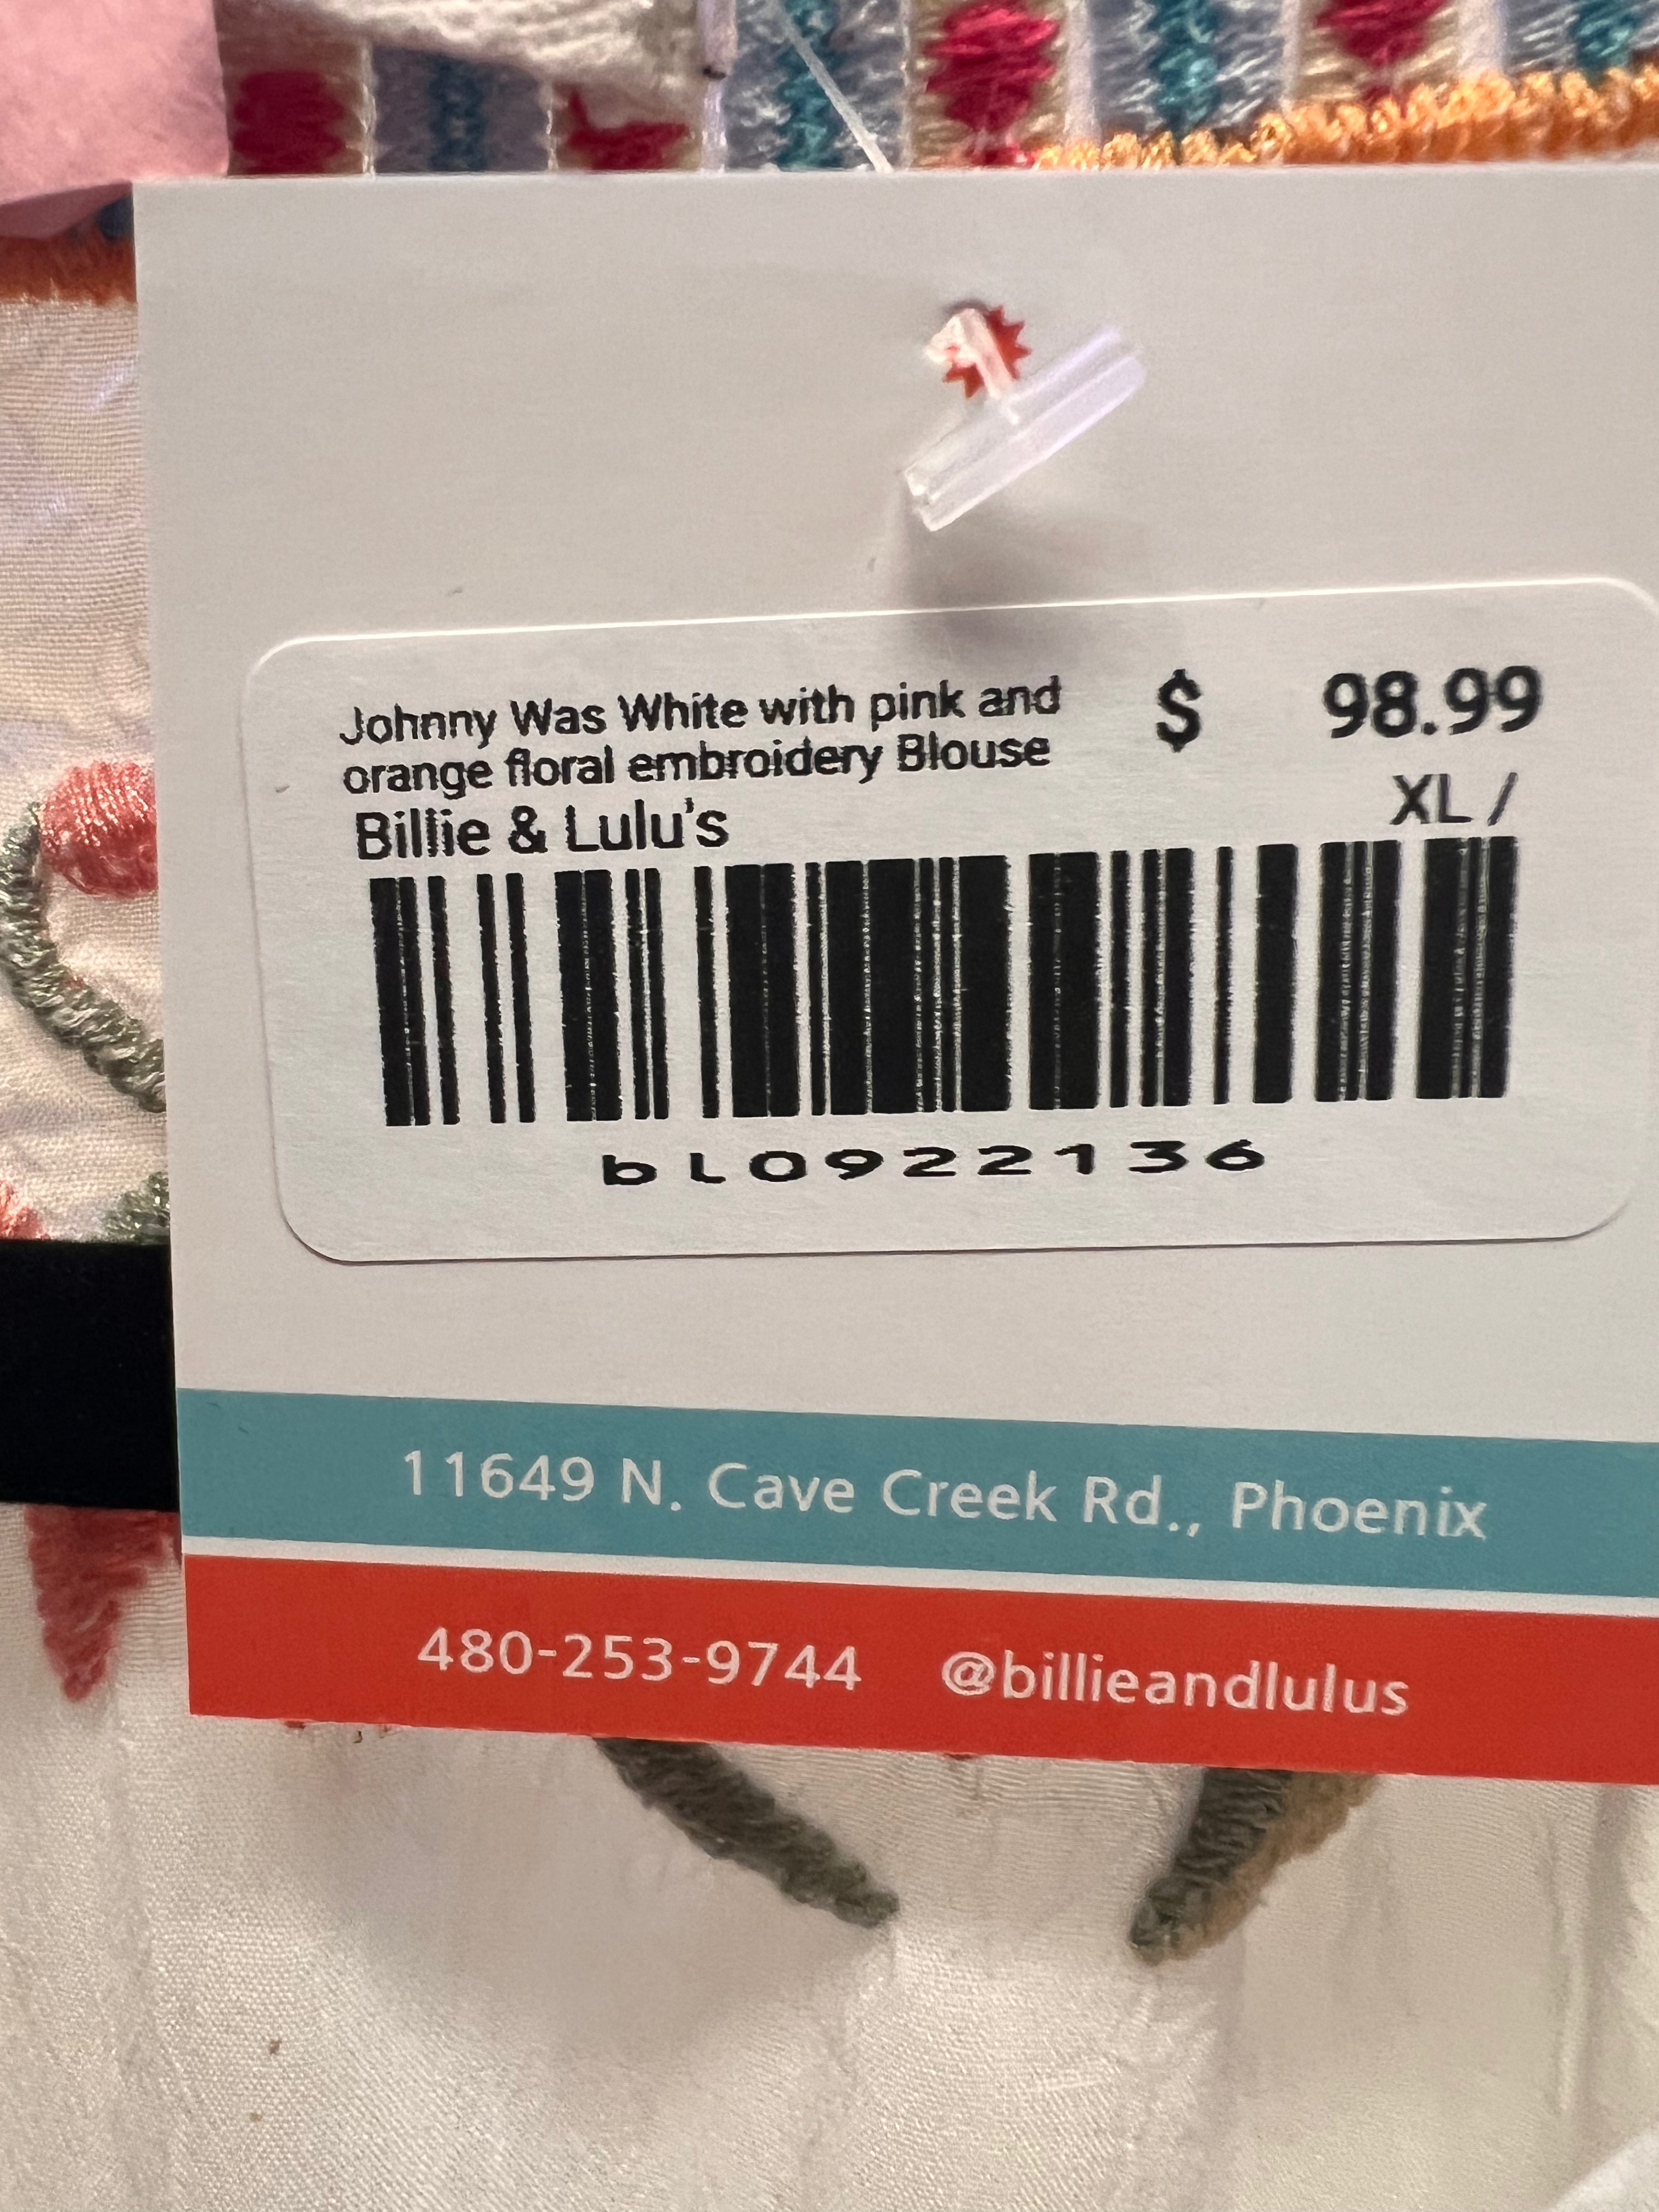 Johnny Was White with pink and
orange floral embroidery Blouse
$ 98.99
XL /
Billie & Lulu's
bL0922136
11649 N. Cave Creek Rd., Phoenix
480-253-9744 @billieandlulus